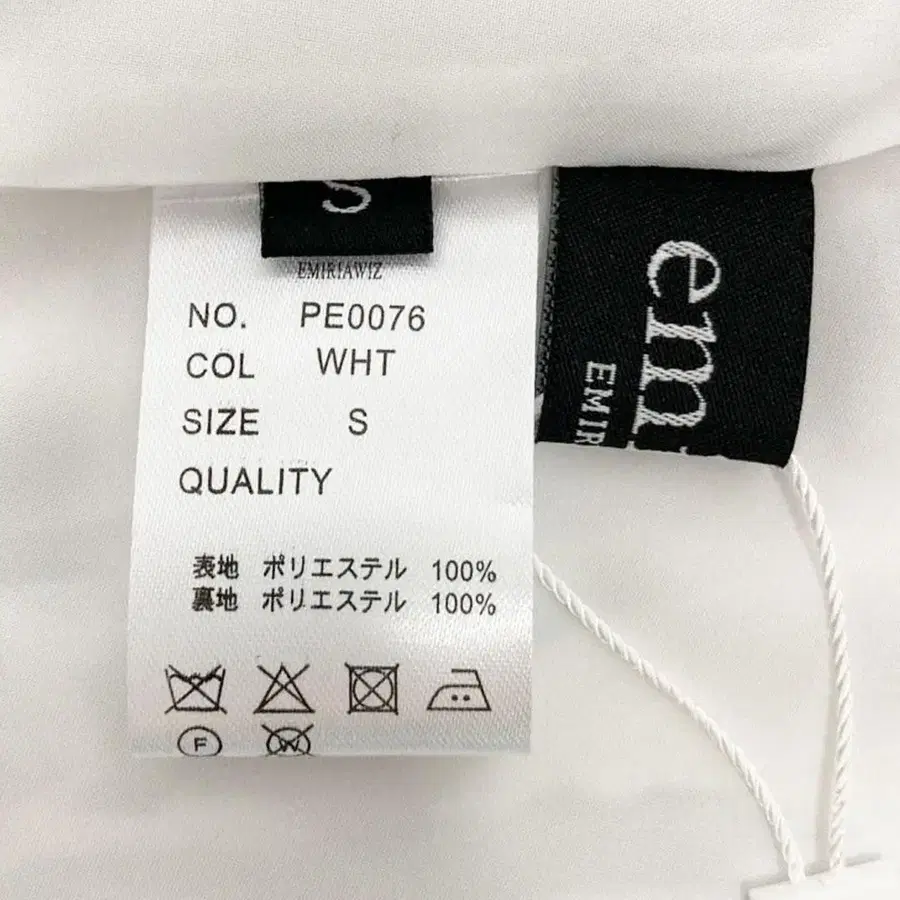 S
EMIRIAWIZ
NO. PE0076
COL WHT
SIZE S
QUALITY
表地 ポリエステル 100%
裏地 ポリエステル 100%
F
W
em
EMIR